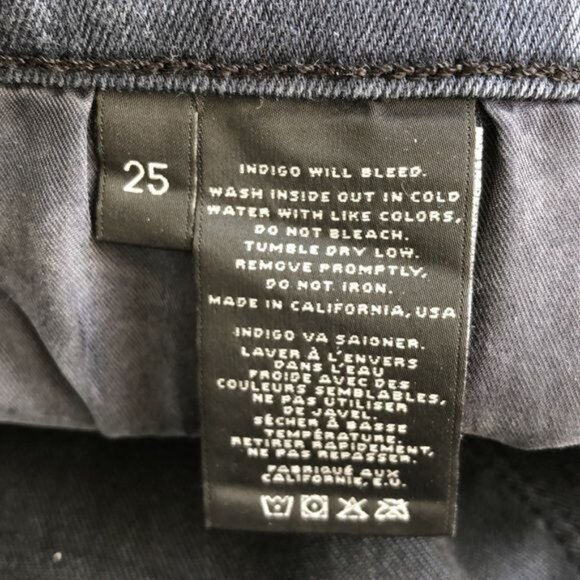 25
INDIGO WILL BLEED.
WASH INSIDE OUT IN COLD
WATER WITH LIKE COLORS,
DO NOT BLEACH.
TUMBLE DRY LOW.
REMOVE PROMPTLY,
DO NOT IRON.
MADE IN CALIFORNIA, USA
INDIGO VA SAIGNER.
LAVER À L'ENVERS
DANS L'EAU
FROIDE AVEC DES
COULEURS SEMBLABLES,
NE PAS UTILISER
DE JAVEL.
SÉCHER À BASSE
TEMPÉRATURE.
RETIRER RAPIDEMENT,
NE PAS REPASSER.
FABRIQUÉ AUX
CALIFORNIE, E.U.